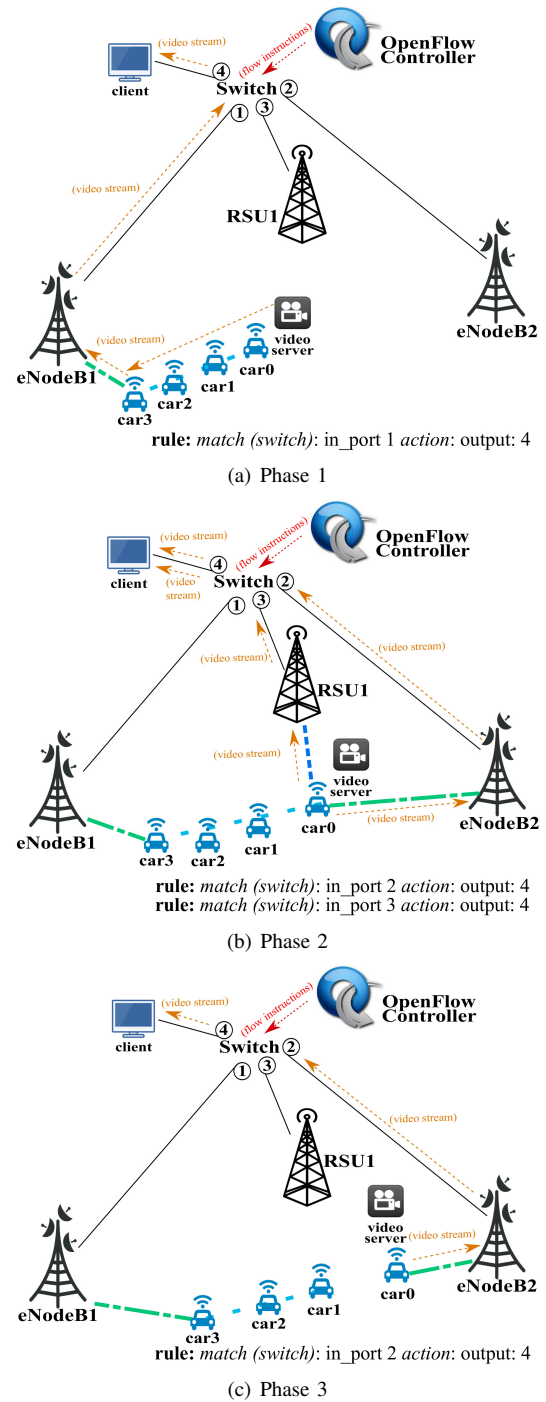 OpenFlow
Controller
(video stream)
(flow instructions)
client
4
Switch 2
1 3
(video stream)
RSU1
eNodeB2
(video stream)
video
server
eNodeB1
car0
car1
car2
car3
rule: match (switch): in_port 1 action: output: 4
(a) Phase 1
OpenFlow
Controller
(video stream)
(flow instructions)
client
4
(video
stream)
Switch 2
1 3
(video stream)
(video stream)
RSU1
(video stream)
video
server
eNodeB1
car3
car2
car1
car0
(video stream)
eNodeB2
rule: match (switch): in_port 2 action: output: 4
rule: match (switch): in_port 3 action: output: 4
(b) Phase 2
OpenFlow
Controller
(video stream)
(flow instructions)
client
4
Switch 2
1 3
(video stream)
RSU1
video
server
(video stream)
eNodeB1
car3
car2
car1
car0
eNodeB2
rule: match (switch): in_port 2 action: output: 4
(c) Phase 3